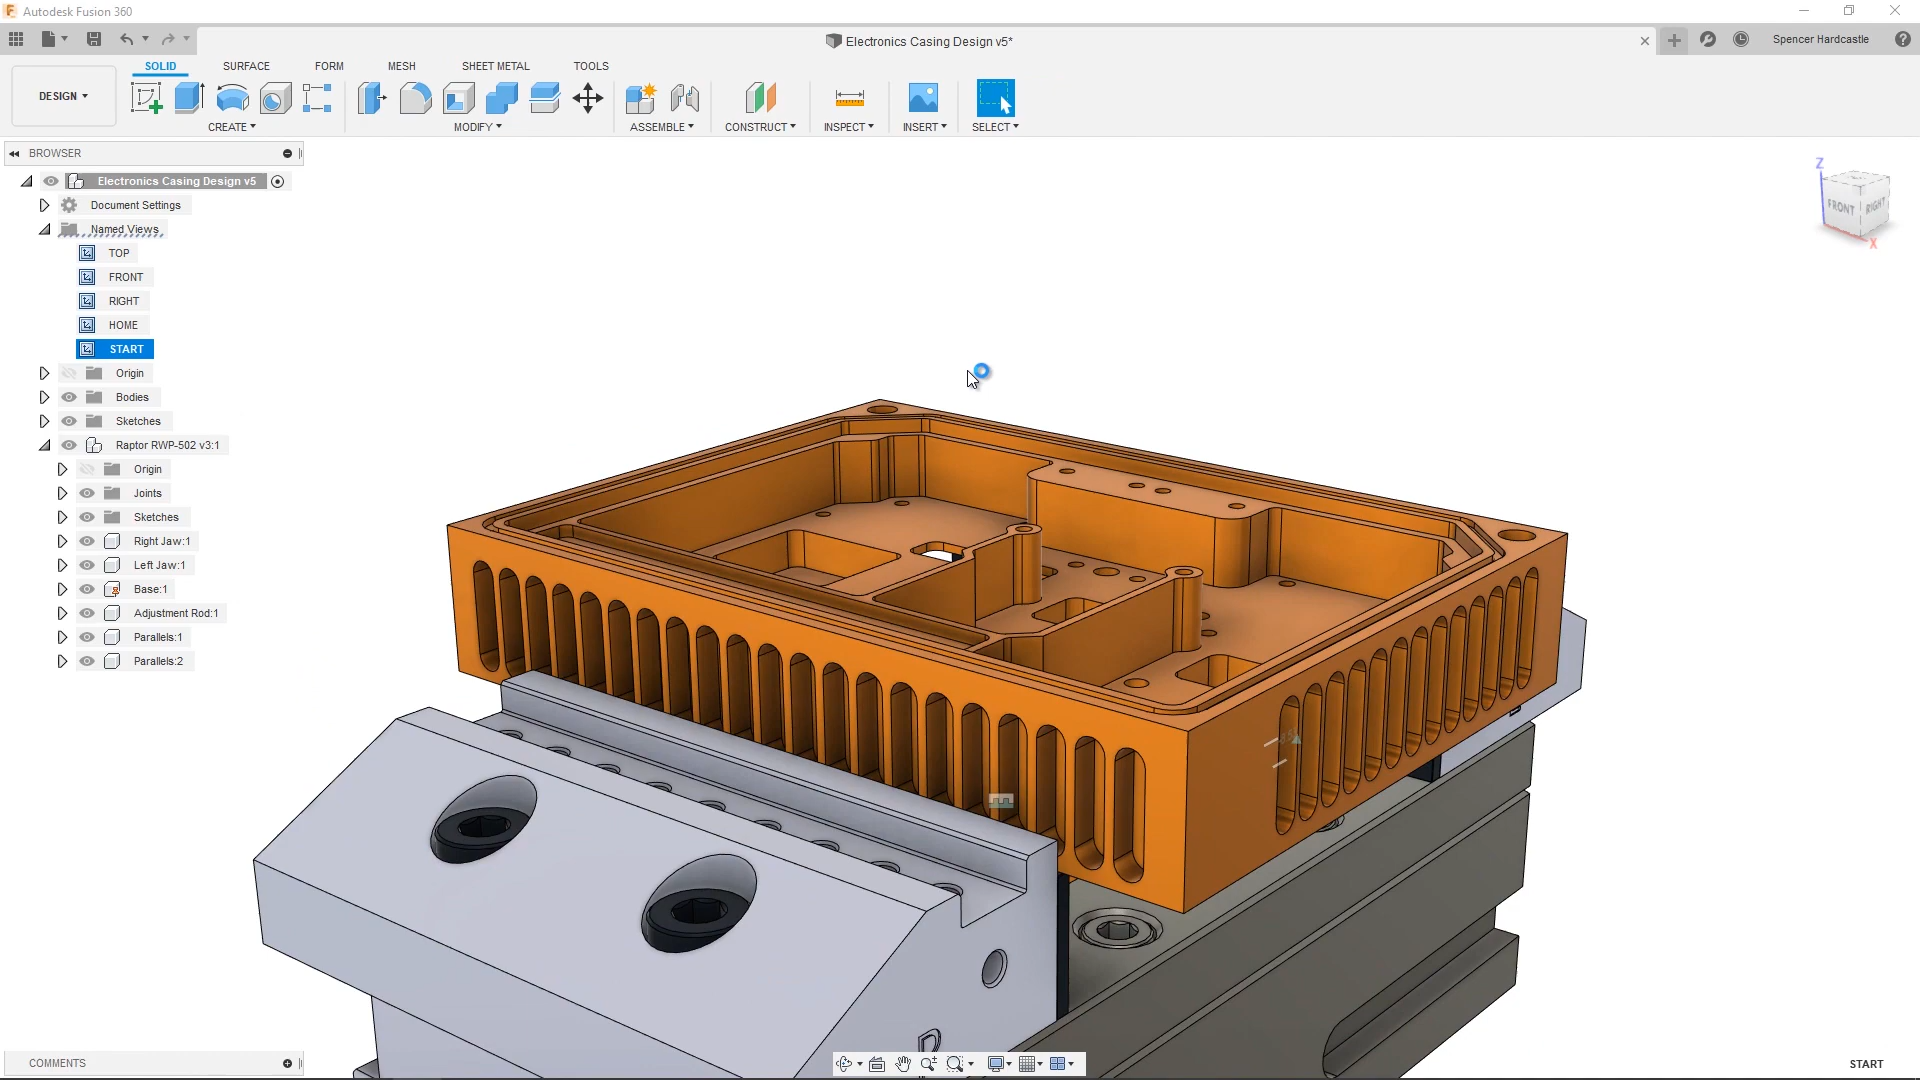 Autodesk Fusion 360
Electronics Casing Design v5*
Spencer Hardcastle
DESIGN
SOLID
SURFACE
FORM
MESH
SHEET METAL
TOOLS
CREATE
MODIFY
ASSEMBLE
CONSTRUCT
INSPECT
INSERT
SELECT
BROWSER
Electronics Casing Design v5
Document Settings
Named Views
TOP
FRONT
RIGHT
HOME
START
Origin
Bodies
Sketches
Raptor RWP-502 v3:1
Origin
Joints
Sketches
Right Jaw:1
Left Jaw:1
Base:1
Adjustment Rod:1
Parallels:1
Parallels:2
Z
FRONT
RIGHT
X
COMMENTS
START